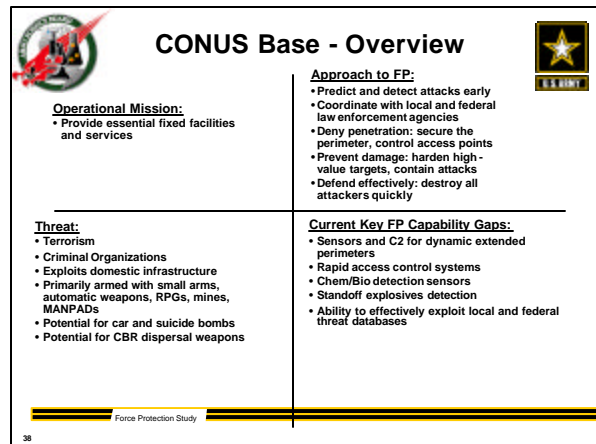 CONUS Base - Overview
U.S. ARMY
Operational Mission:
• Provide essential fixed facilities
and services
Approach to FP:
• Predict and detect attacks early
• Coordinate with local and federal
law enforcement agencies
• Deny penetration: secure the
perimeter, control access points
• Prevent damage: harden high -
value targets, contain attacks
• Defend effectively: destroy all
attackers quickly
Threat:
• Terrorism
• Criminal Organizations
• Exploits domestic infrastructure
• Primarily armed with small arms,
automatic weapons, RPGs, mines,
MANPADs
• Potential for car and suicide bombs
• Potential for CBR dispersal weapons
Current Key FP Capability Gaps:
• Sensors and C2 for dynamic extended
perimeters
• Rapid access control systems
• Chem/Bio detection sensors
• Standoff explosives detection
• Ability to effectively exploit local and federal
threat databases
Force Protection Study
38